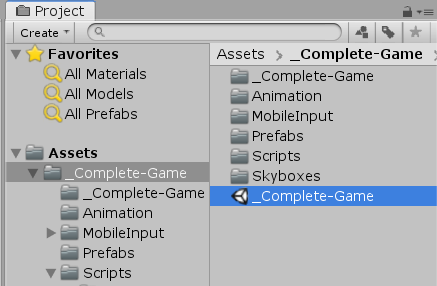 Project
Create
Favorites
All Materials
All Models
All Prefabs
Assets
_Complete-Game
_Complete-Game
Animation
MobileInput
Prefabs
Scripts
Assets > _Complete-Game
_Complete-Game
Animation
MobileInput
Prefabs
Scripts
Skyboxes
_Complete-Game